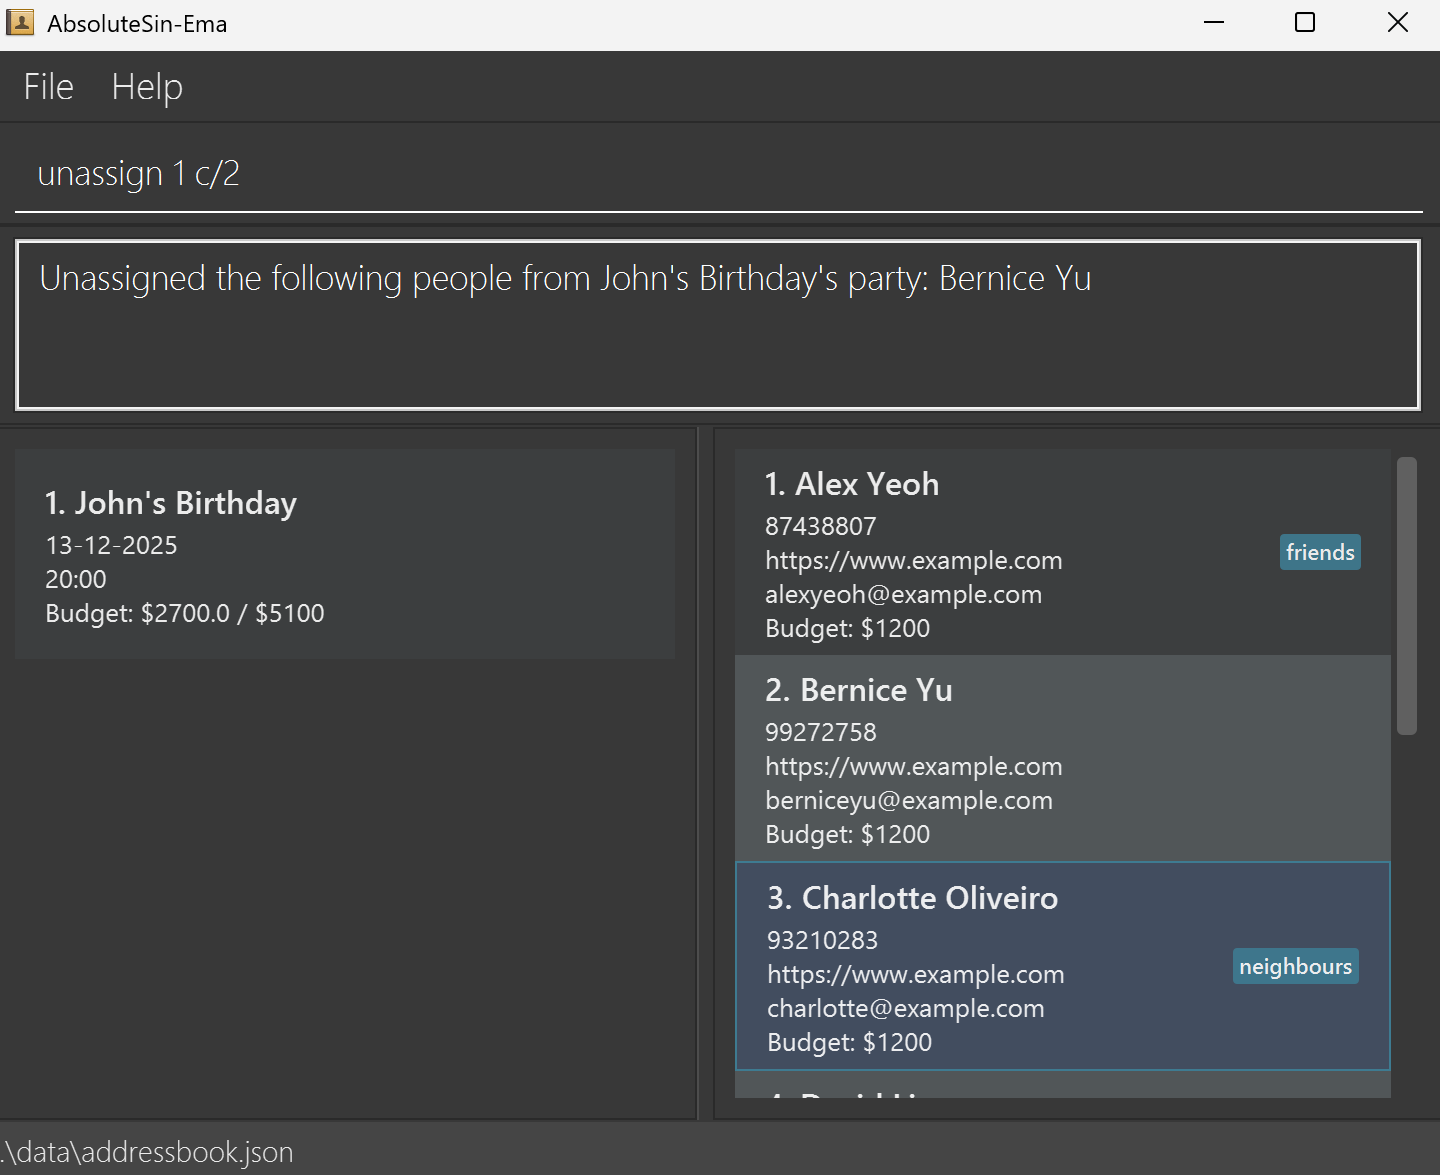 AbsoluteSin-Ema
File Help
unassign 1 c/2
Unassigned the following people from John's Birthday's party: Bernice Yu
1. John's Birthday
13-12-2025
20:00
Budget: $2700.0 / $5100
1. Alex Yeoh
87438807
https://www.example.com
alexyeoh@example.com
Budget: $1200
friends
2. Bernice Yu
99272758
https://www.example.com
berniceyu@example.com
Budget: $1200
3. Charlotte Oliveiro
93210283
https://www.example.com
charlotte@example.com
Budget: $1200
neighbours
.\data\addressbook.json